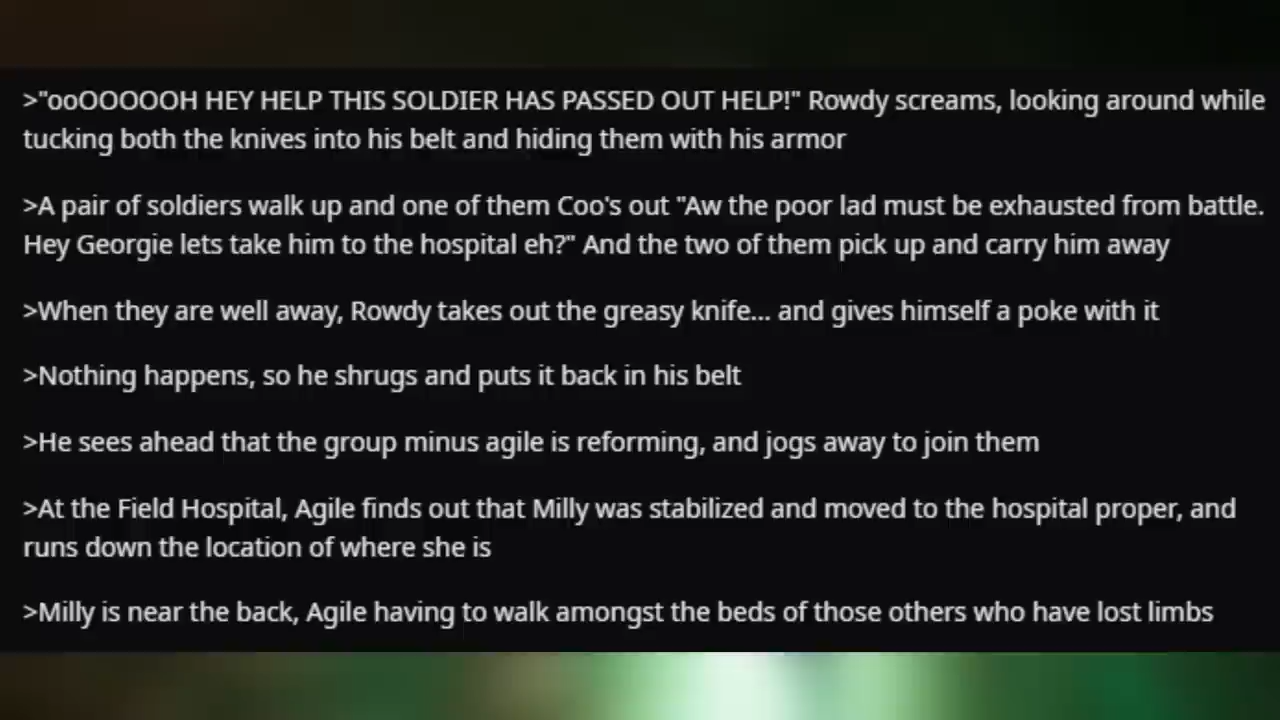 >"ooOOOOOH HEY HELP THIS SOLDIER HAS PASSED OUT HELP!" Rowdy screams, looking around while
tucking both the knives into his belt and hiding them with his armor
>A pair of soldiers walk up and one of them Coo's out "Aw the poor lad must be exhausted from battle.
Hey Georgie lets take him to the hospital eh?" And the two of them pick up and carry him away
>When they are well away, Rowdy takes out the greasy knife... and gives himself a poke with it
>Nothing happens, so he shrugs and puts it back in his belt
>He sees ahead that the group minus agile is reforming, and jogs away to join them
>At the Field Hospital, Agile finds out that Milly was stabilized and moved to the hospital proper, and
runs down the location of where she is
>Milly is near the back, Agile having to walk amongst the beds of those others who have lost limbs